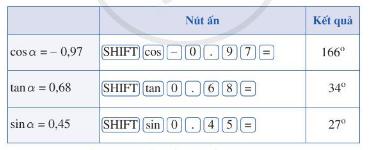 Nút ấn Kết quả
cos α = – 0,97 SHIFT cos – 0 . 9 7 = 166°
tan α = 0,68 SHIFT tan 0 . 6 8 = 34°
sin α = 0,45 SHIFT sin 0 . 4 5 = 27°